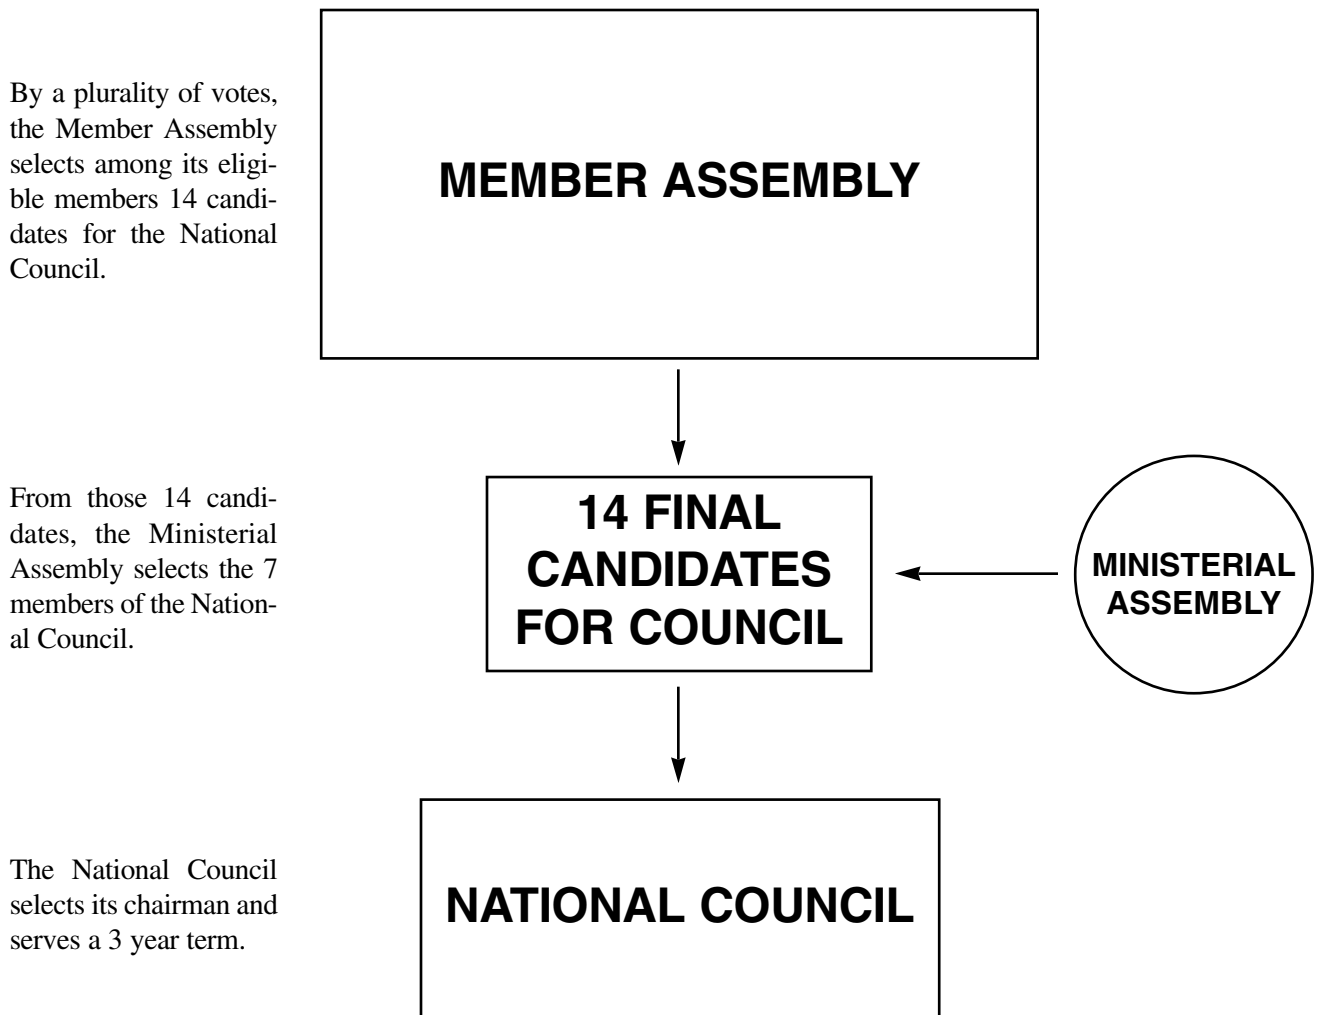 By a plurality of votes,
the Member Assembly
selects among its eligi-
ble members 14 candi-
dates for the National
Council.
MEMBER ASSEMBLY
From those 14 candi-
dates, the Ministerial
Assembly selects the 7
members of the Nation-
al Council.
14 FINAL
CANDIDATES
FOR COUNCIL
MINISTERIAL
ASSEMBLY
The National Council
selects its chairman and
serves a 3 year term.
NATIONAL COUNCIL